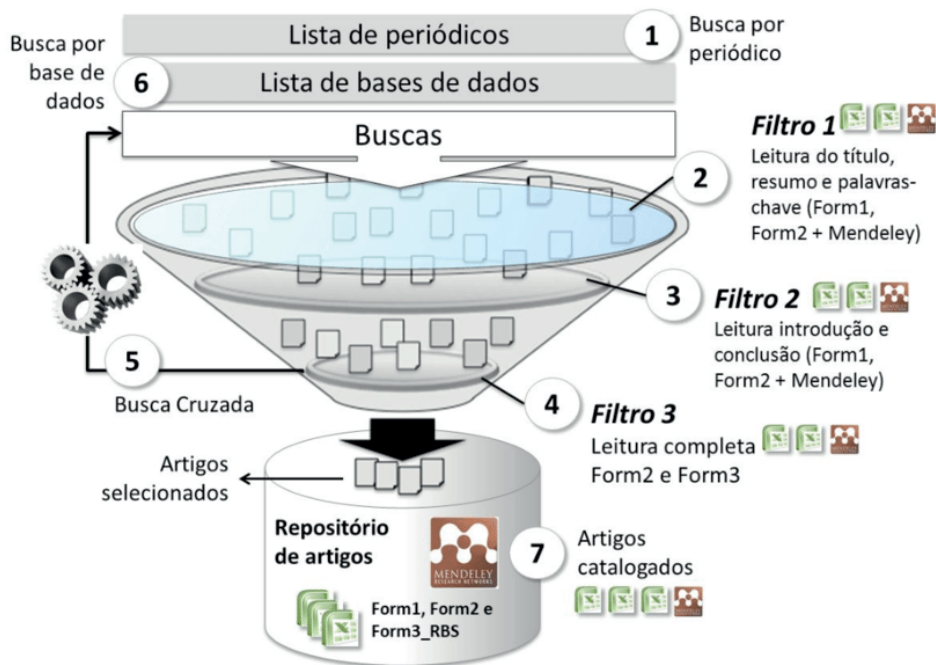 Lista de periódicos
1
Busca por
periódico
Busca por
base de
dados
6
Lista de bases de dados
Buscas
2
Filtro 1
Leitura do título,
resumo e palavras-
chave (Form1,
Form2 + Mendeley)
3
Filtro 2
Leitura introdução e
conclusão (Form1,
Form2 + Mendeley)
5
Busca Cruzada
4
Filtro 3
Leitura completa
Form2 e Form3
Artigos
selecionados
Repositório
de artigos
MENDELEY
RESEARCH NETWORKS
Form1, Form2 e
Form3_RBS
7
Artigos
catalogados